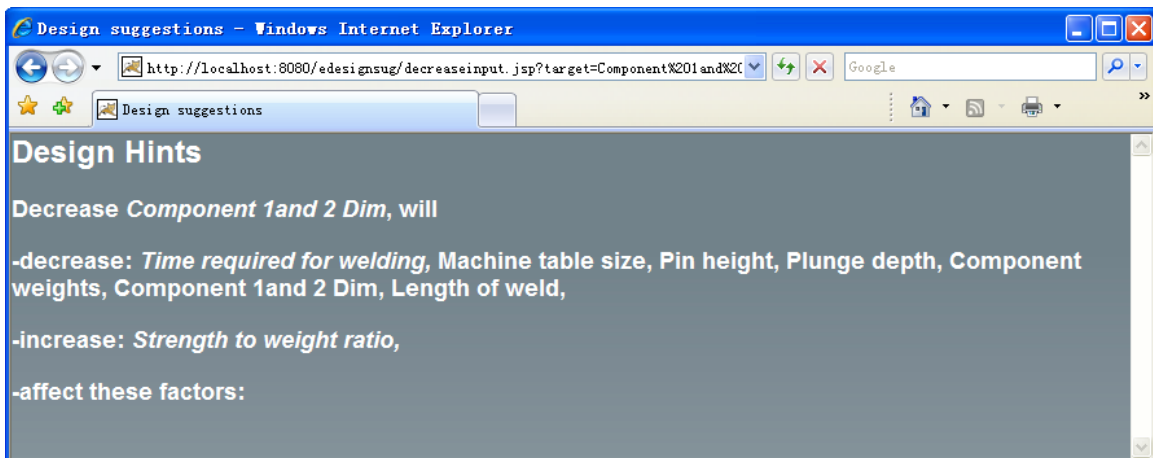 Design suggestions - Windows Internet Explorer
http://localhost:8080/edesignsug/decreaseinput.jsp?target=Component%201and%2
Google
Design suggestions
Design Hints
Decrease Component 1and 2 Dim, will
-decrease: Time required for welding, Machine table size, Pin height, Plunge depth, Component
weights, Component 1and 2 Dim, Length of weld,
-increase: Strength to weight ratio,
-affect these factors: